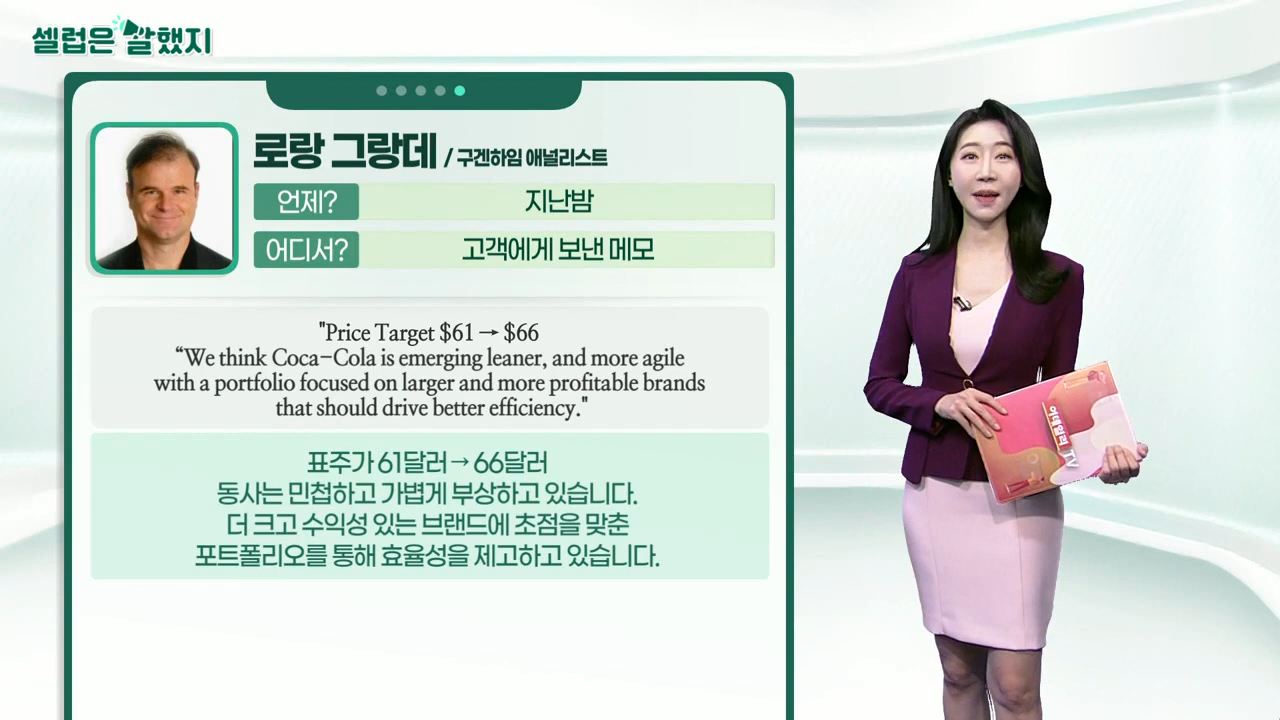 셀럽은 말했지
로랑 그랑데 / 구겐하임 애널리스트
언제? 지난밤
어디서? 고객에게 보낸 메모
"Price Target $61 → $66
“We think Coca-Cola is emerging leaner, and more agile
with a portfolio focused on larger and more profitable brands
that should drive better efficiency."
표주가 61달러 → 66달러
동사는 민첩하고 가볍게 부상하고 있습니다.
더 크고 수익성 있는 브랜드에 초점을 맞춘
포트폴리오를 통해 효율성을 제고하고 있습니다.
이데일리 TV